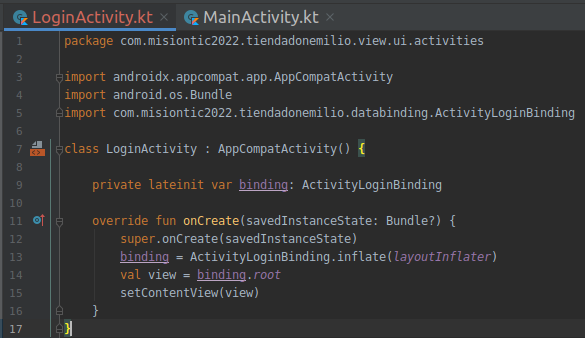 LoginActivity.kt × MainActivity.kt ×
1 package com.misiontic2022.tiendadonemilio.view.ui.activities
2
3 import androidx.appcompat.app.AppCompatActivity
4 import android.os.Bundle
5 import com.misiontic2022.tiendadonemilio.databinding.ActivityLoginBinding
6
7 class LoginActivity : AppCompatActivity() {
8
9     private lateinit var binding: ActivityLoginBinding
10
11     override fun onCreate(savedInstanceState: Bundle?) {
12         super.onCreate(savedInstanceState)
13         binding = ActivityLoginBinding.inflate(layoutInflater)
14         val view = binding.root
15         setContentView(view)
16     }
17 }